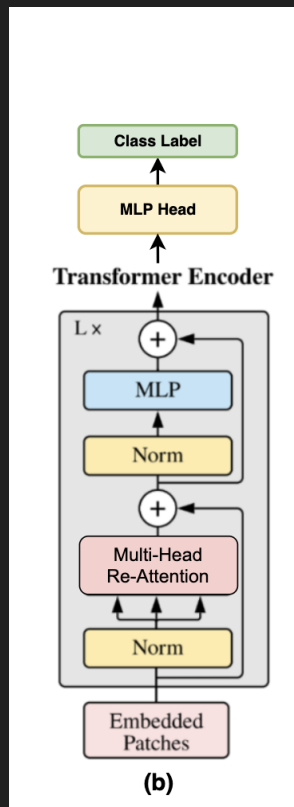 Class Label
MLP Head
Transformer Encoder
L ×
+
MLP
Norm
+
Multi-Head
Re-Attention
Norm
Embedded
Patches
(b)